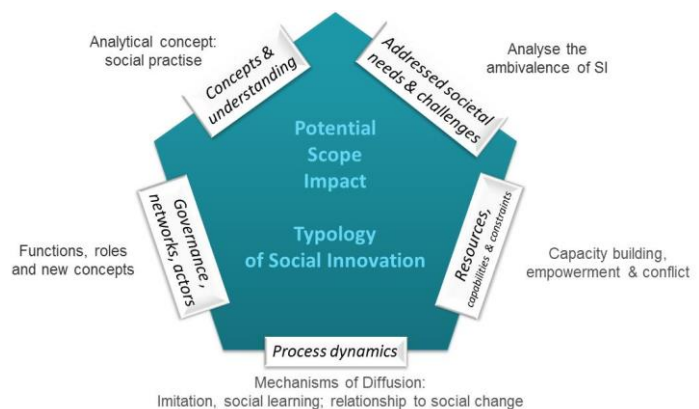 Analytical concept:
social practise
Concepts &
understanding
Addressed societal
needs & challenges
Analyse the
ambivalence of SI
Potential
Scope
Impact
Typology
of Social Innovation
Governance ,
networks, actors
Functions, roles
and new concepts
Resources,
capabilities & constraints
Capacity building,
empowerment & conflict
Process dynamics
Mechanisms of Diffusion:
Imitation, social learning; relationship to social change